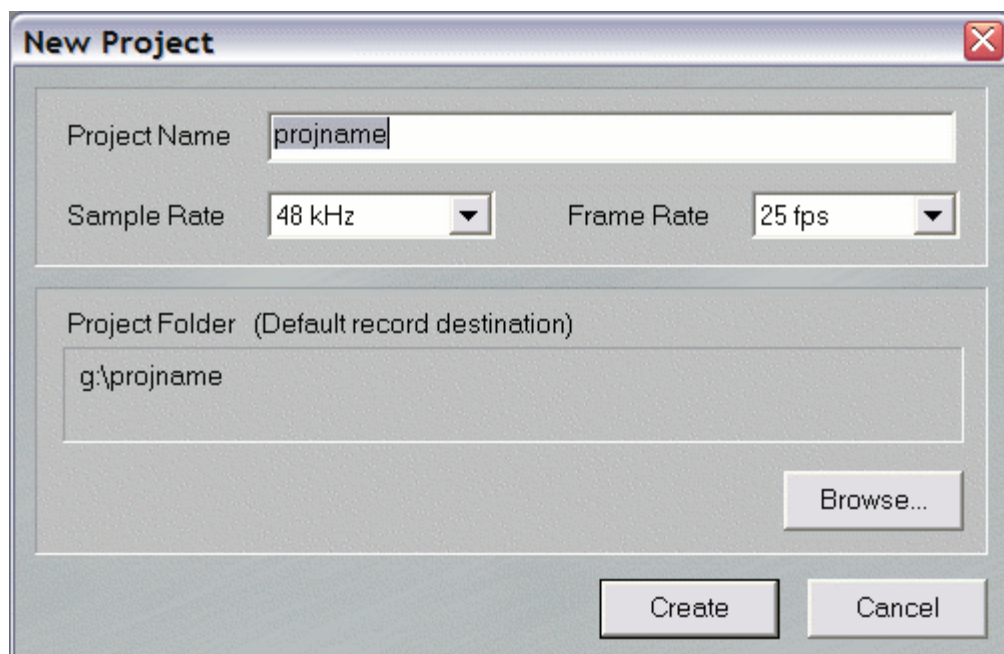 New Project
Project Name projname
Sample Rate 48 kHz Frame Rate 25 fps
Project Folder (Default record destination)
g:\projname
Browse...
Create Cancel